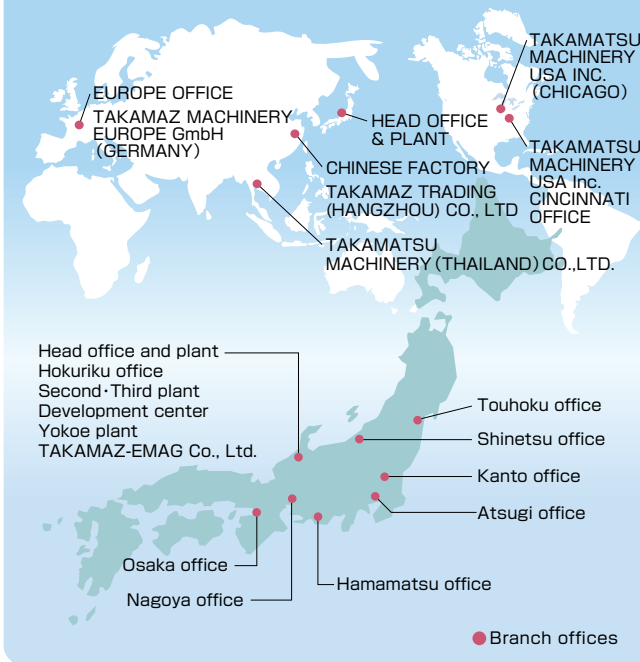 EUROPE OFFICE
TAKAMAZ MACHINERY
EUROPE GmbH
(GERMANY)
HEAD OFFICE
& PLANT
CHINESE FACTORY
TAKAMAZ TRADING
(HANGZHOU) CO., LTD
TAKAMATSU
MACHINERY (THAILAND) CO.,LTD.
TAKAMATSU
MACHINERY
USA INC.
(CHICAGO)
TAKAMATSU
MACHINERY
USA Inc.
CINCINNATI
OFFICE
Head office and plant
Hokuriku office
Second・Third plant
Development center
Yokoe plant
TAKAMAZ-EMAG Co., Ltd.
Touhoku office
Shinetsu office
Kanto office
Atsugi office
Osaka office
Nagoya office
Hamamatsu office
Branch offices